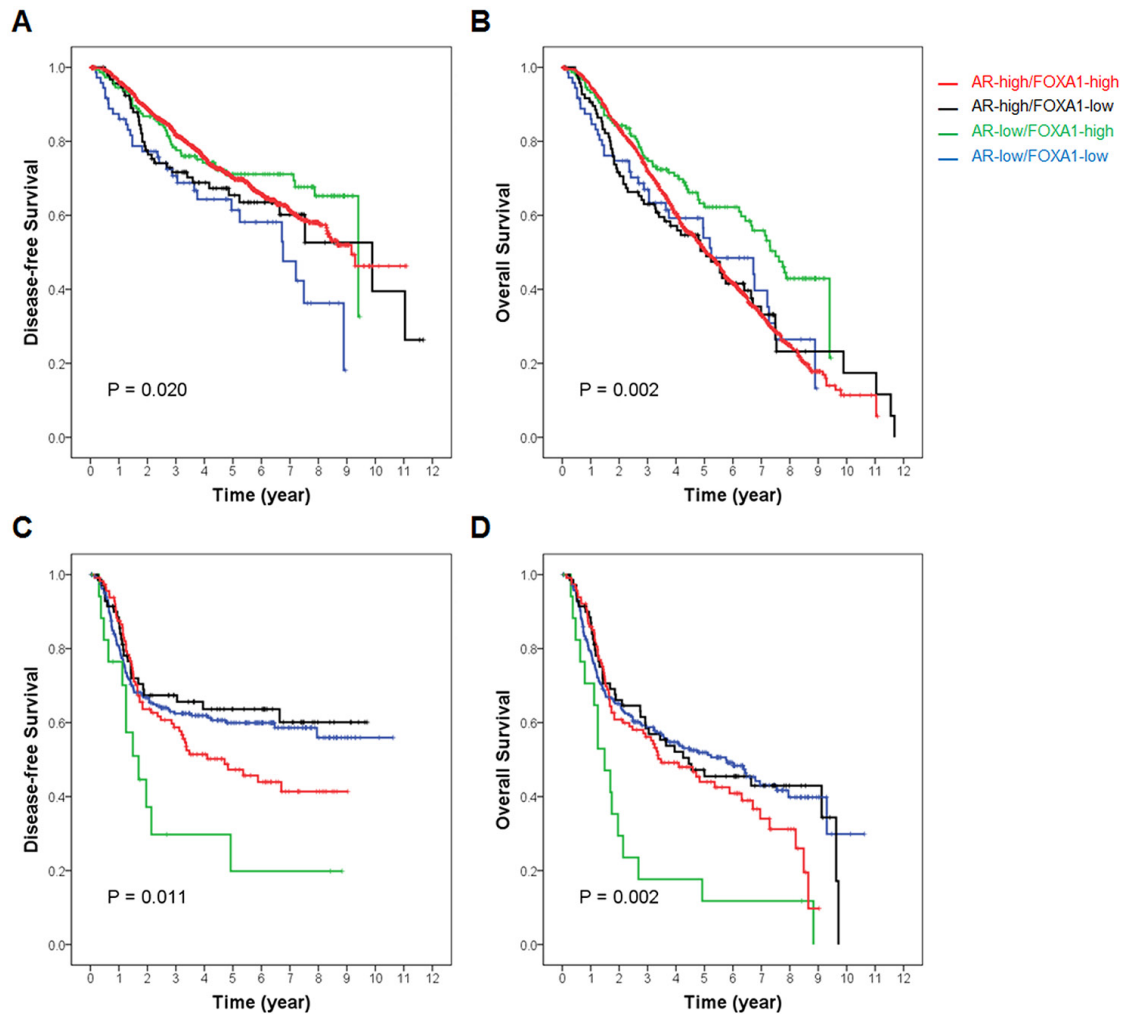 A
B
1.0
0.8
0.6
0.4
0.2
0.0
Disease-free Survival
P = 0.020
0 1 2 3 4 5 6 7 8 9 10 11 12
Time (year)
1.0
0.8
0.6
0.4
0.2
0.0
Overall Survival
P = 0.002
0 1 2 3 4 5 6 7 8 9 10 11 12
Time (year)
AR-high/FOXA1-high
AR-high/FOXA1-low
AR-low/FOXA1-high
AR-low/FOXA1-low
C
D
1.0
0.8
0.6
0.4
0.2
0.0
Disease-free Survival
P = 0.011
0 1 2 3 4 5 6 7 8 9 10 11 12
Time (year)
1.0
0.8
0.6
0.4
0.2
0.0
Overall Survival
P = 0.002
0 1 2 3 4 5 6 7 8 9 10 11 12
Time (year)